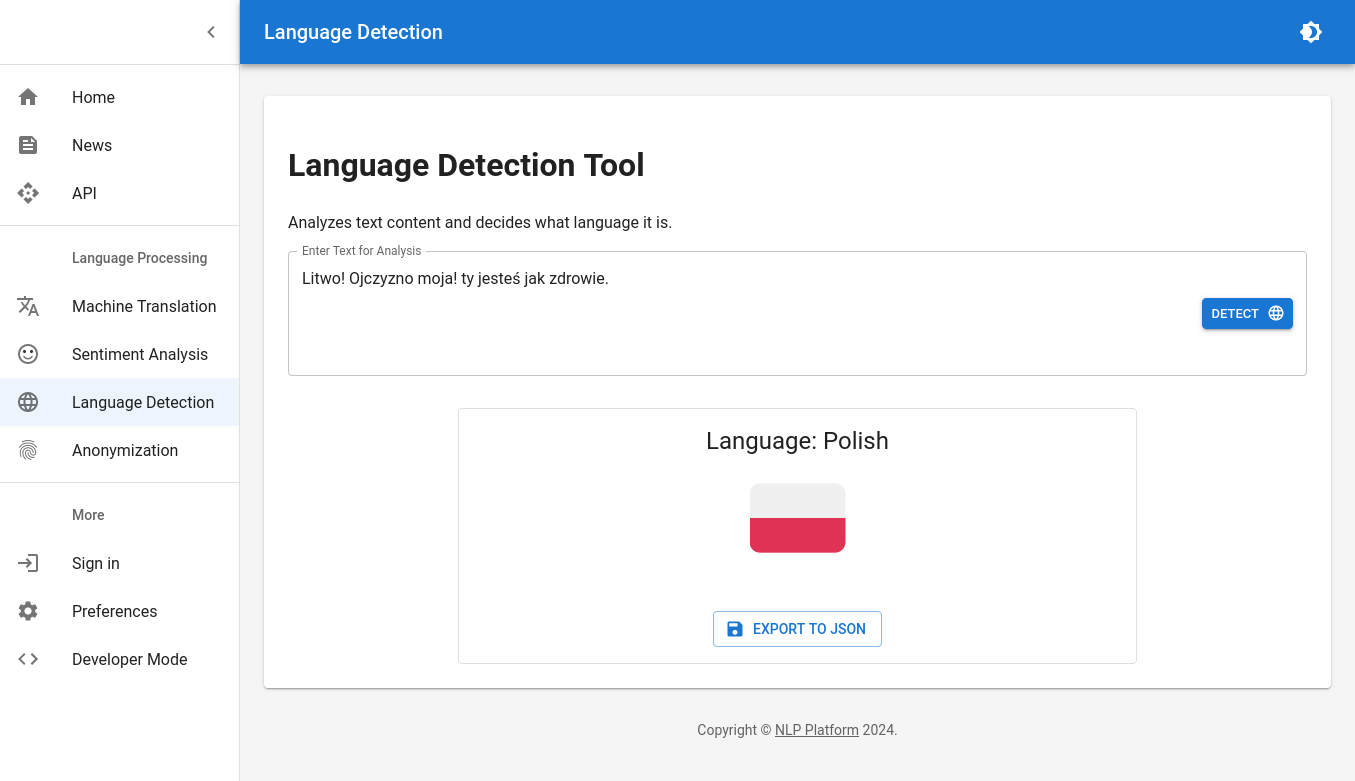 Language Detection
Home
News
API
Language Processing
Machine Translation
Sentiment Analysis
Language Detection
Anonymization
More
Sign in
Preferences
Developer Mode
Language Detection Tool
Analyzes text content and decides what language it is.
Enter Text for Analysis
Litwo! Ojczyzno moja! ty jesteś jak zdrowie.
DETECT
Language: Polish
EXPORT TO JSON
Copyright © NLP Platform 2024.